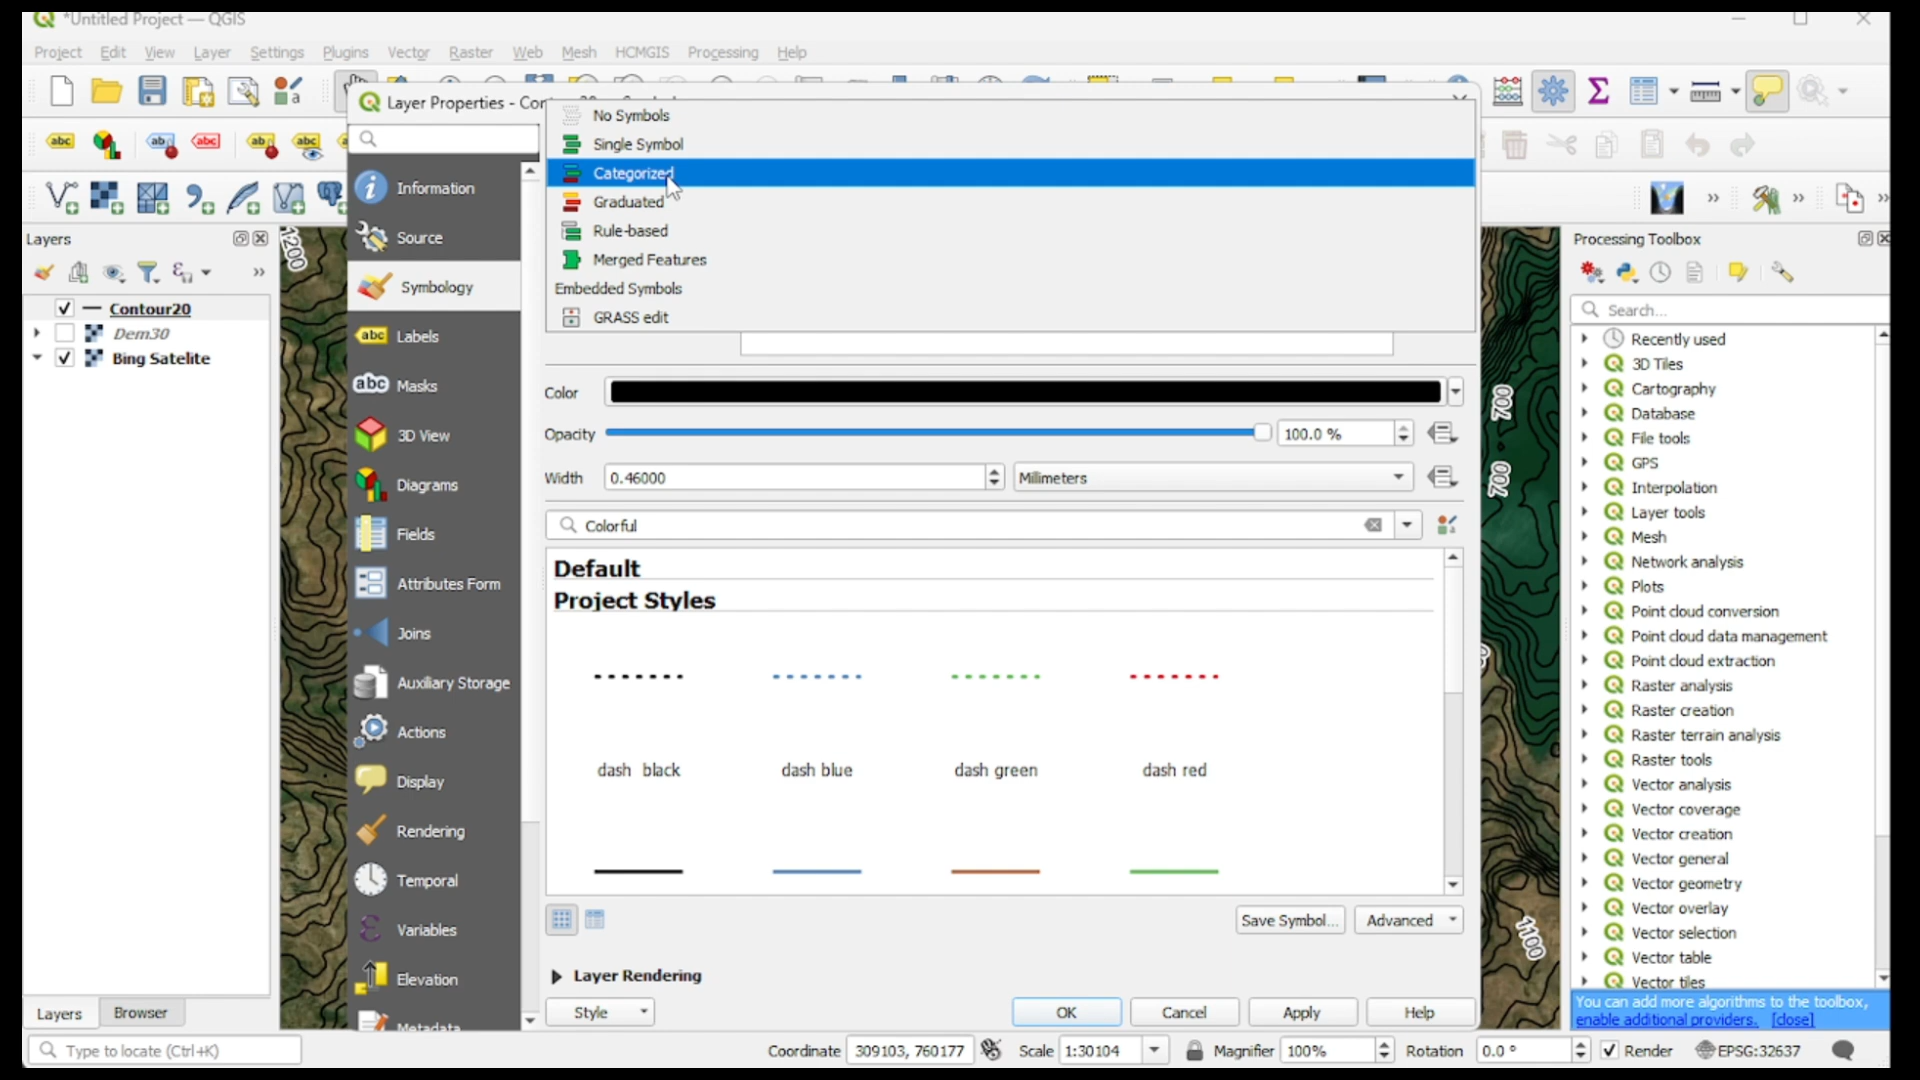 *Untitled Project — QGIS
Project Edit View Layer Settings Plugins Vector Raster Web Mesh HCMGIS Processing Help
Layer Properties - Con
No Symbols
Single Symbol
Categorized
Graduated
Rule-based
Merged Features
Embedded Symbols
GRASS edit
Layers
Contour20
Dem30
Bing Satelite
Information
Source
Symbology
Labels
Masks
3D View
Diagrams
Fields
Attributes Form
Joins
Auxiliary Storage
Actions
Display
Rendering
Temporal
Variables
Elevation
Metadata
Color
Opacity 100.0 %
Width 0.46000 Milimeters
Colorful
Default
Project Styles
dash black dash blue dash green dash red
Save Symbol... Advanced
Layer Rendering
Style OK Cancel Apply Help
1200
700
700
1100
Processing Toolbox
Search...
Recently used
3D Tiles
Cartography
Database
File tools
GPS
Interpolation
Layer tools
Mesh
Network analysis
Plots
Point cloud conversion
Point cloud data management
Point cloud extraction
Raster analysis
Raster creation
Raster terrain analysis
Raster tools
Vector analysis
Vector coverage
Vector creation
Vector general
Vector geometry
Vector overlay
Vector selection
Vector table
Vector tiles
You can add more algorithms to the toolbox,
enable additional providers. [close]
Layers Browser
Type to locate (Ctrl+K) Coordinate 309103, 760177 Scale 1:30104 Magnifier 100% Rotation 0.0 ° Render EPSG:32637